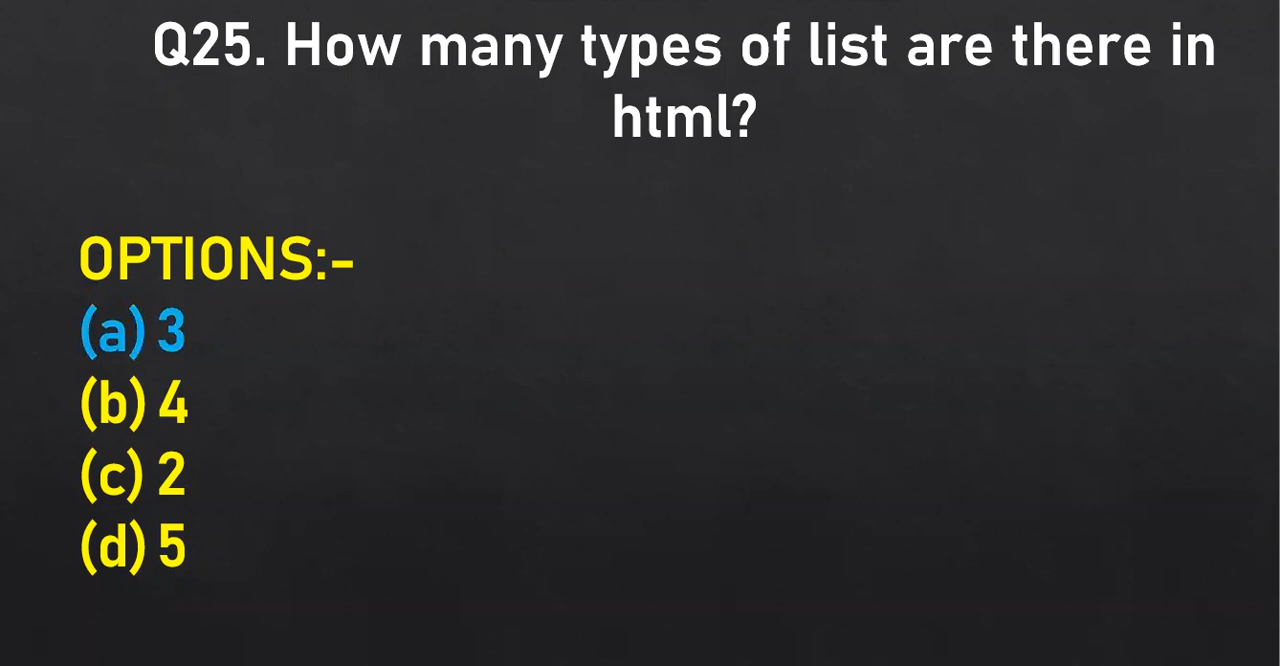 Q25. How many types of list are there in
html?
OPTIONS:-
(a) 3
(b) 4
(c) 2
(d) 5